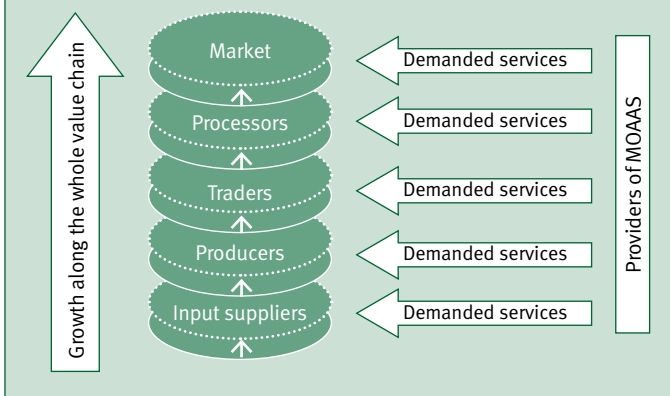 Growth along the whole value chain
Market
Demanded services
Processors
Demanded services
Traders
Demanded services
Producers
Demanded services
Input suppliers
Demanded services
Providers of MOAAS